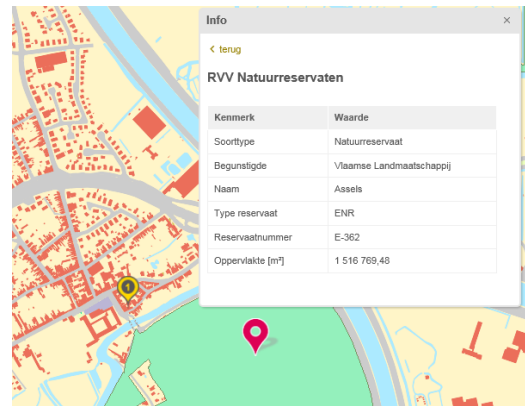 Info ×
< terug
RVV Natuurreservaten
Kenmerk Waarde
Soorttype Natuurreservaat
Begunstigde Vlaamse Landmaatschappij
Naam Assels
Type reservaat ENR
Reservaatnummer E-362
Oppervlakte [m²] 1 516 769,48
1